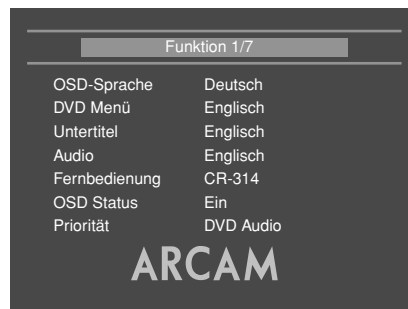 Funktion 1/7
OSD-Sprache Deutsch
DVD Menü Englisch
Untertitel Englisch
Audio Englisch
Fernbedienung CR-314
OSD Status Ein
Priorität DVD Audio
ARCAM